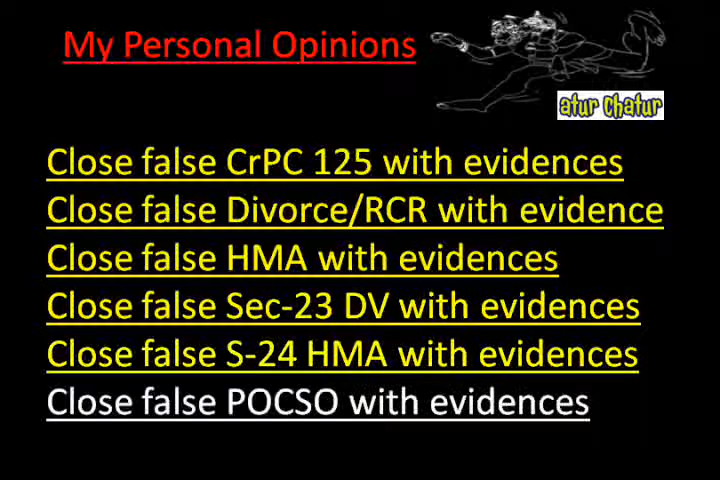 My Personal Opinions
atur chatur
Close false CrPC 125 with evidences
Close false Divorce/RCR with evidence
Close false HMA with evidences
Close false Sec-23 DV with evidences
Close false S-24 HMA with evidences
Close false POCSO with evidences